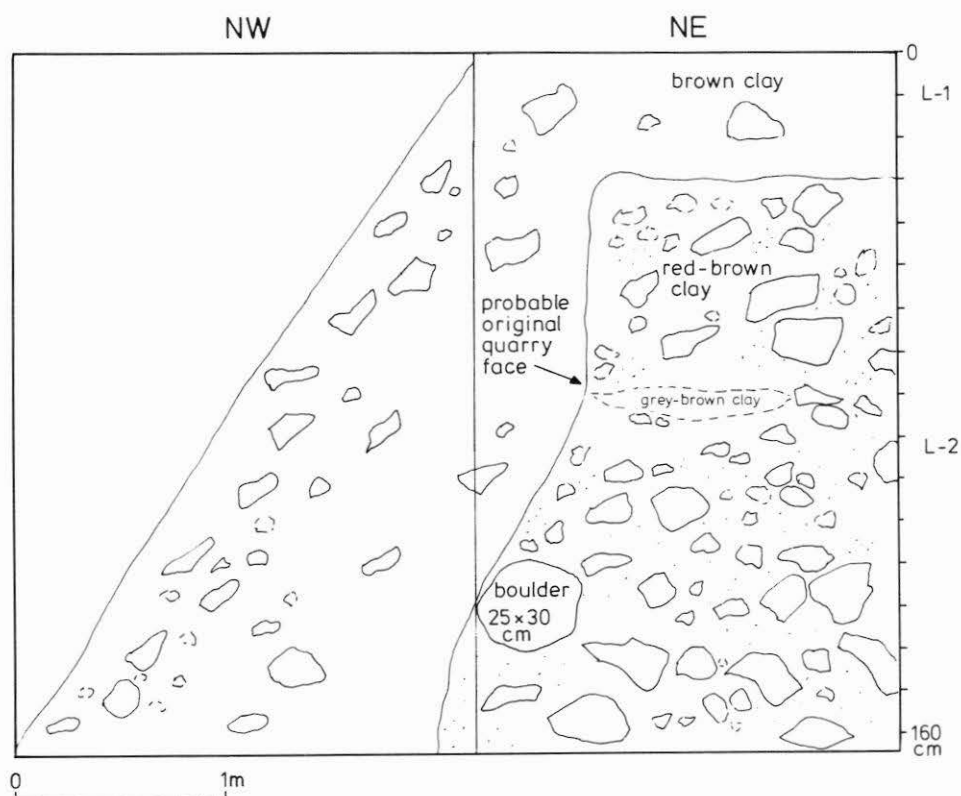 NW
NE
0
brown clay
L-1
red-brown
clay
probable
original
quarry
face
grey-brown clay
L-2
boulder
25×30
cm
160
cm
0
1m